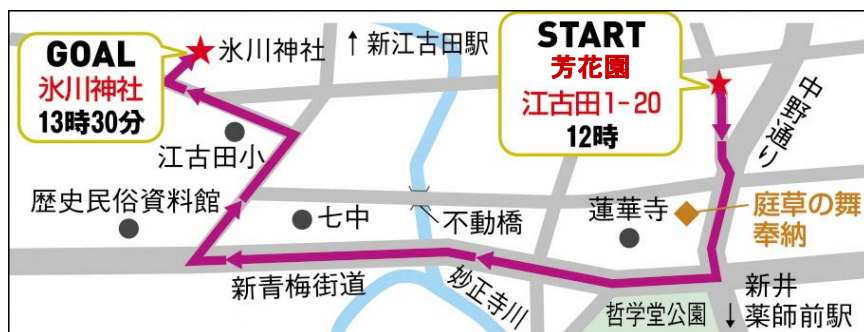 GOAL
氷川神社
13時30分
氷川神社
↑新江古田駅
START
芳花園
江古田1-20
12時
中野通り
江古田小
歴史民俗資料館
七中
不動橋
蓮華寺
庭草の舞
奉納
新青梅街道
妙正寺川
哲学堂公園
新井
↓薬師前駅